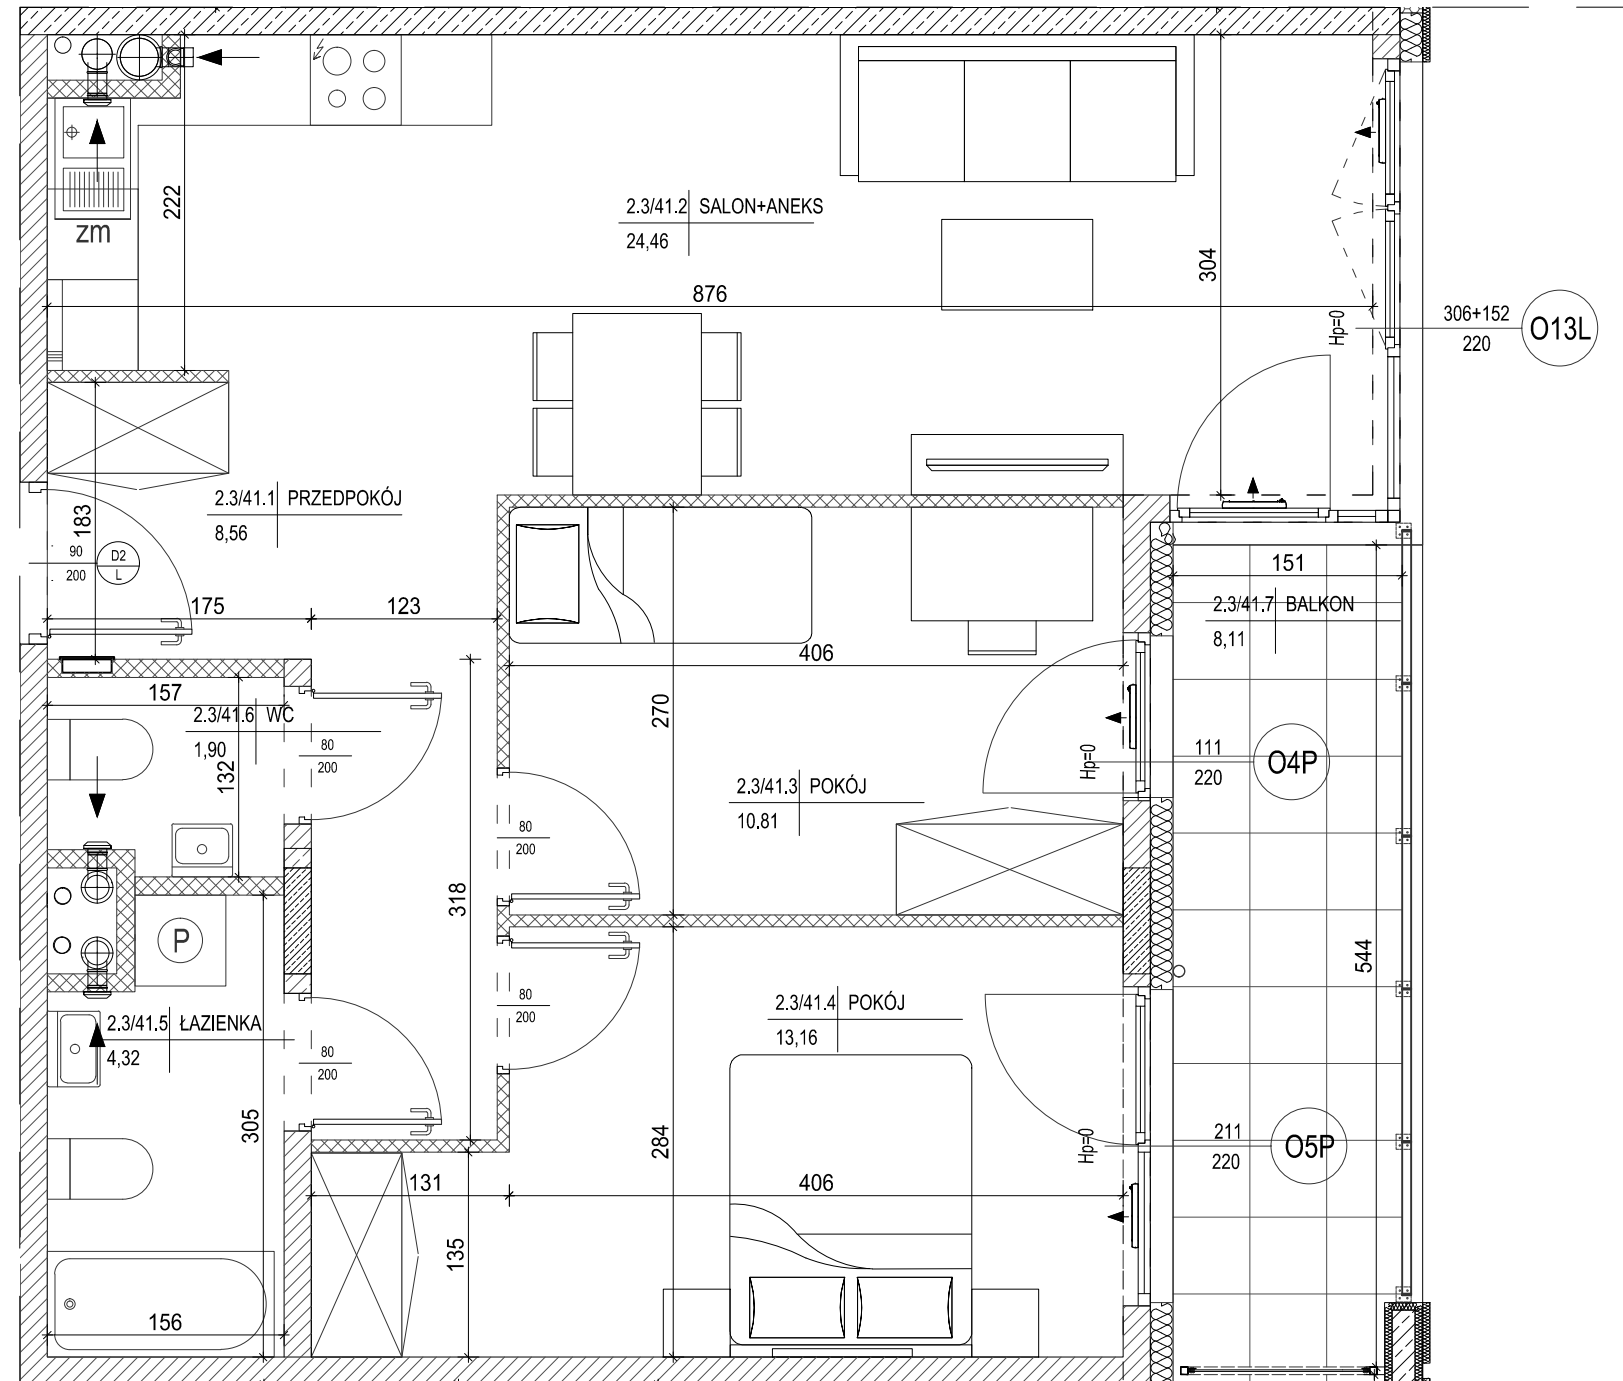 2.3/41.2 SALON+ANEKS
24,46
zm
222
304
876
Hp=0
306+152
220
O13L
2.3/41.1 PRZEDPOKÓJ
8,56
183
90
200
D2
L
175
123
151
2.3/41.7 BALKON
8,11
406
157
270
2.3/41.6 WC
1,90
132
80
200
Hp=0
111
220
O4P
2.3/41.3 POKÓJ
10,81
80
200
318
P
544
2.3/41.4 POKÓJ
13,16
80
200
2.3/41.5 ŁAZIENKA
4,32
80
200
305
284
Hp=0
211
220
O5P
131
406
135
156